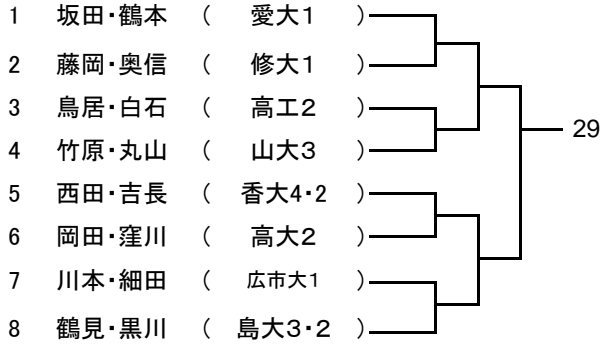 1 坂田・鶴本 ( 愛大1 )
2 藤岡・奥信 ( 修大1 )
3 鳥居・白石 ( 高工2 )
29
4 竹原・丸山 ( 山大3 )
5 西田・吉長 ( 香大4・2 )
6 岡田・窪川 ( 高大2 )
7 川本・細田 ( 広市大1 )
8 鶴見・黒川 ( 島大3・2 )